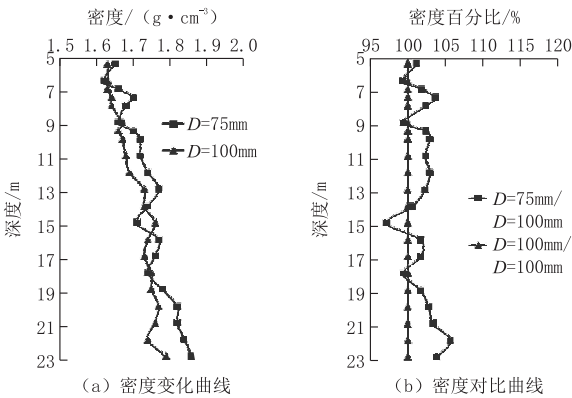 密度/（g·cm⁻³）
1.5 1.6 1.7 1.8 1.9 2.0
5
7
9
11
13
15
17
19
21
23
深度/m
D=75mm
D=100mm
（a）密度变化曲线
密度百分比/%
95 100 105 110 115 120
5
7
9
11
13
15
17
19
21
23
深度/m
D=75mm/
D=100mm
D=100mm/
D=100mm
（b）密度对比曲线